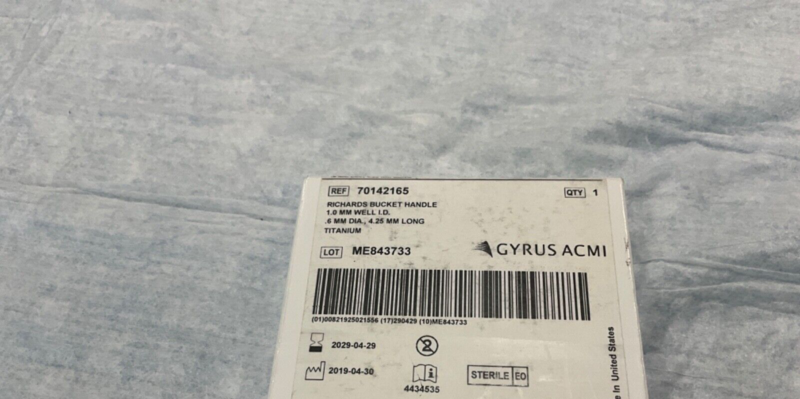 REF 70142165
QTY 1
RICHARDS BUCKET HANDLE
1.0 MM WELL I.D.
.6 MM DIA., 4.25 MM LONG
TITANIUM
LOT ME843733
GYRUS ACMI
(01)00821925021556 (17)290429 (10)ME843733
2029-04-29
2
2019-04-30
4434535
STERILE EO
in United States